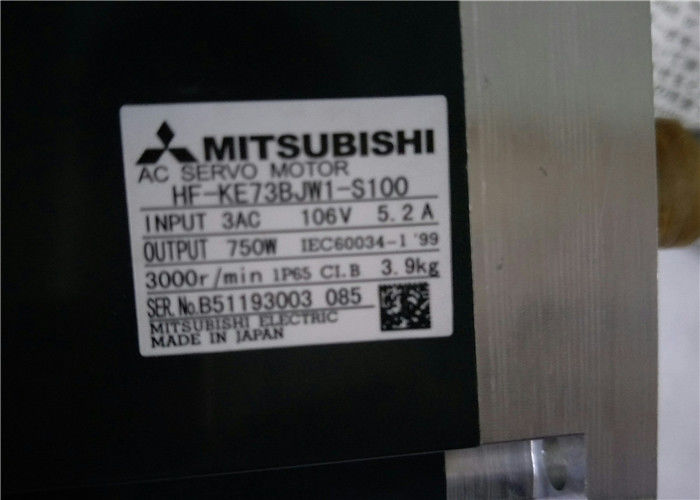 MITSUBISHI
AC SERVO MOTOR
HF-KE73BJW1-S100
INPUT 3AC 106V 5.2A
OUTPUT 750W IEC60034-1 '99
3000r/min IP65 CI.B 3.9kg
SER.No.B51193003 085
MITSUBISHI ELECTRIC
MADE IN JAPAN